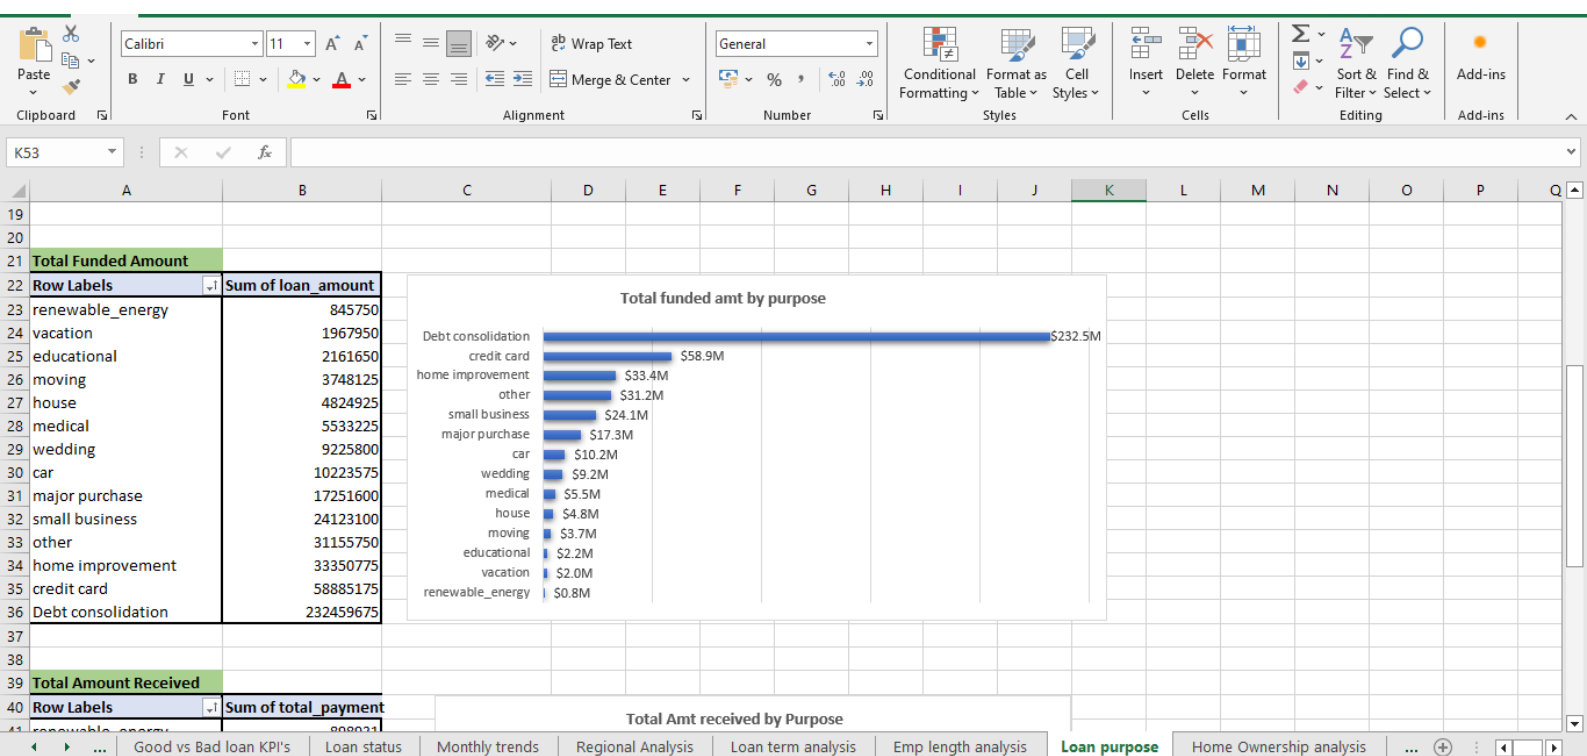 Calibri 11 Wrap Text General
Paste B I U Merge & Center % Conditional Formatting Format as Table Cell Styles Insert Delete Format Sort & Filter Find & Select Add-ins
Clipboard Font Alignment Number Styles Cells Editing Add-ins
K53 fx
A B C D E F G H I J K L M N O P Q
19
20
21 Total Funded Amount
22 Row Labels Sum of loan_amount
23 renewable_energy 845750
24 vacation 1967950
25 educational 2161650
26 moving 3748125
27 house 4824925
28 medical 5533225
29 wedding 9225800
30 car 10223575
31 major purchase 17251600
32 small business 24123100
33 other 31155750
34 home improvement 33350775
35 credit card 58885175
36 Debt consolidation 232459675
37
38
39 Total Amount Received
40 Row Labels Sum of total_payment
Total funded amt by purpose
Debt consolidation $232.5M
credit card $58.9M
home improvement $33.4M
other $31.2M
small business $24.1M
major purchase $17.3M
car $10.2M
wedding $9.2M
medical $5.5M
house $4.8M
moving $3.7M
educational $2.2M
vacation $2.0M
renewable_energy $0.8M
Total Amt received by Purpose
... Good vs Bad loan KPI's Loan status Monthly trends Regional Analysis Loan term analysis Emp length analysis Loan purpose Home Ownership analysis ...